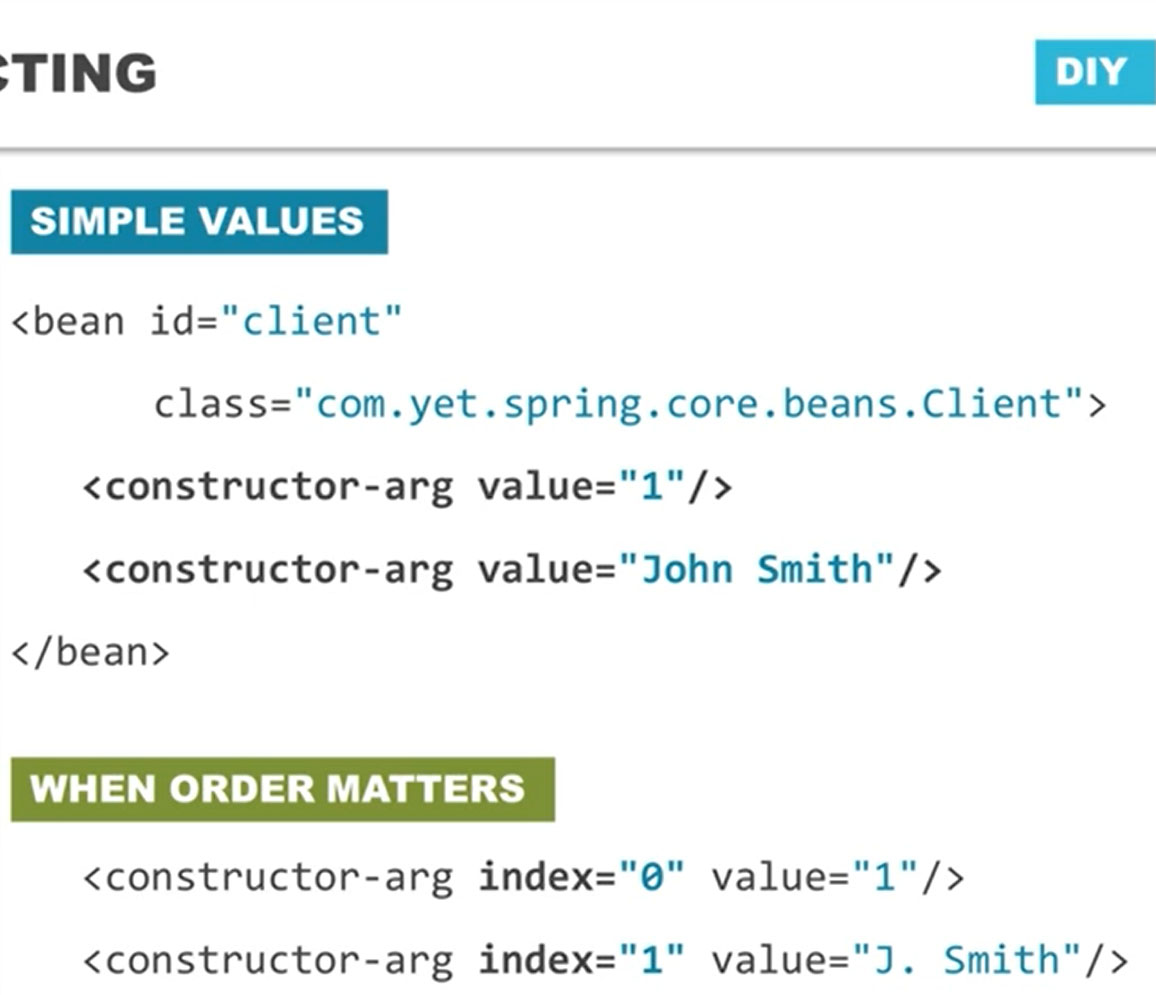 CTING
DIY
SIMPLE VALUES
<bean id="client"
class="com.yet.spring.core.beans.Client">
<constructor-arg value="1"/>
<constructor-arg value="John Smith"/>
</bean>
WHEN ORDER MATTERS
<constructor-arg index="0" value="1"/>
<constructor-arg index="1" value="J. Smith"/>